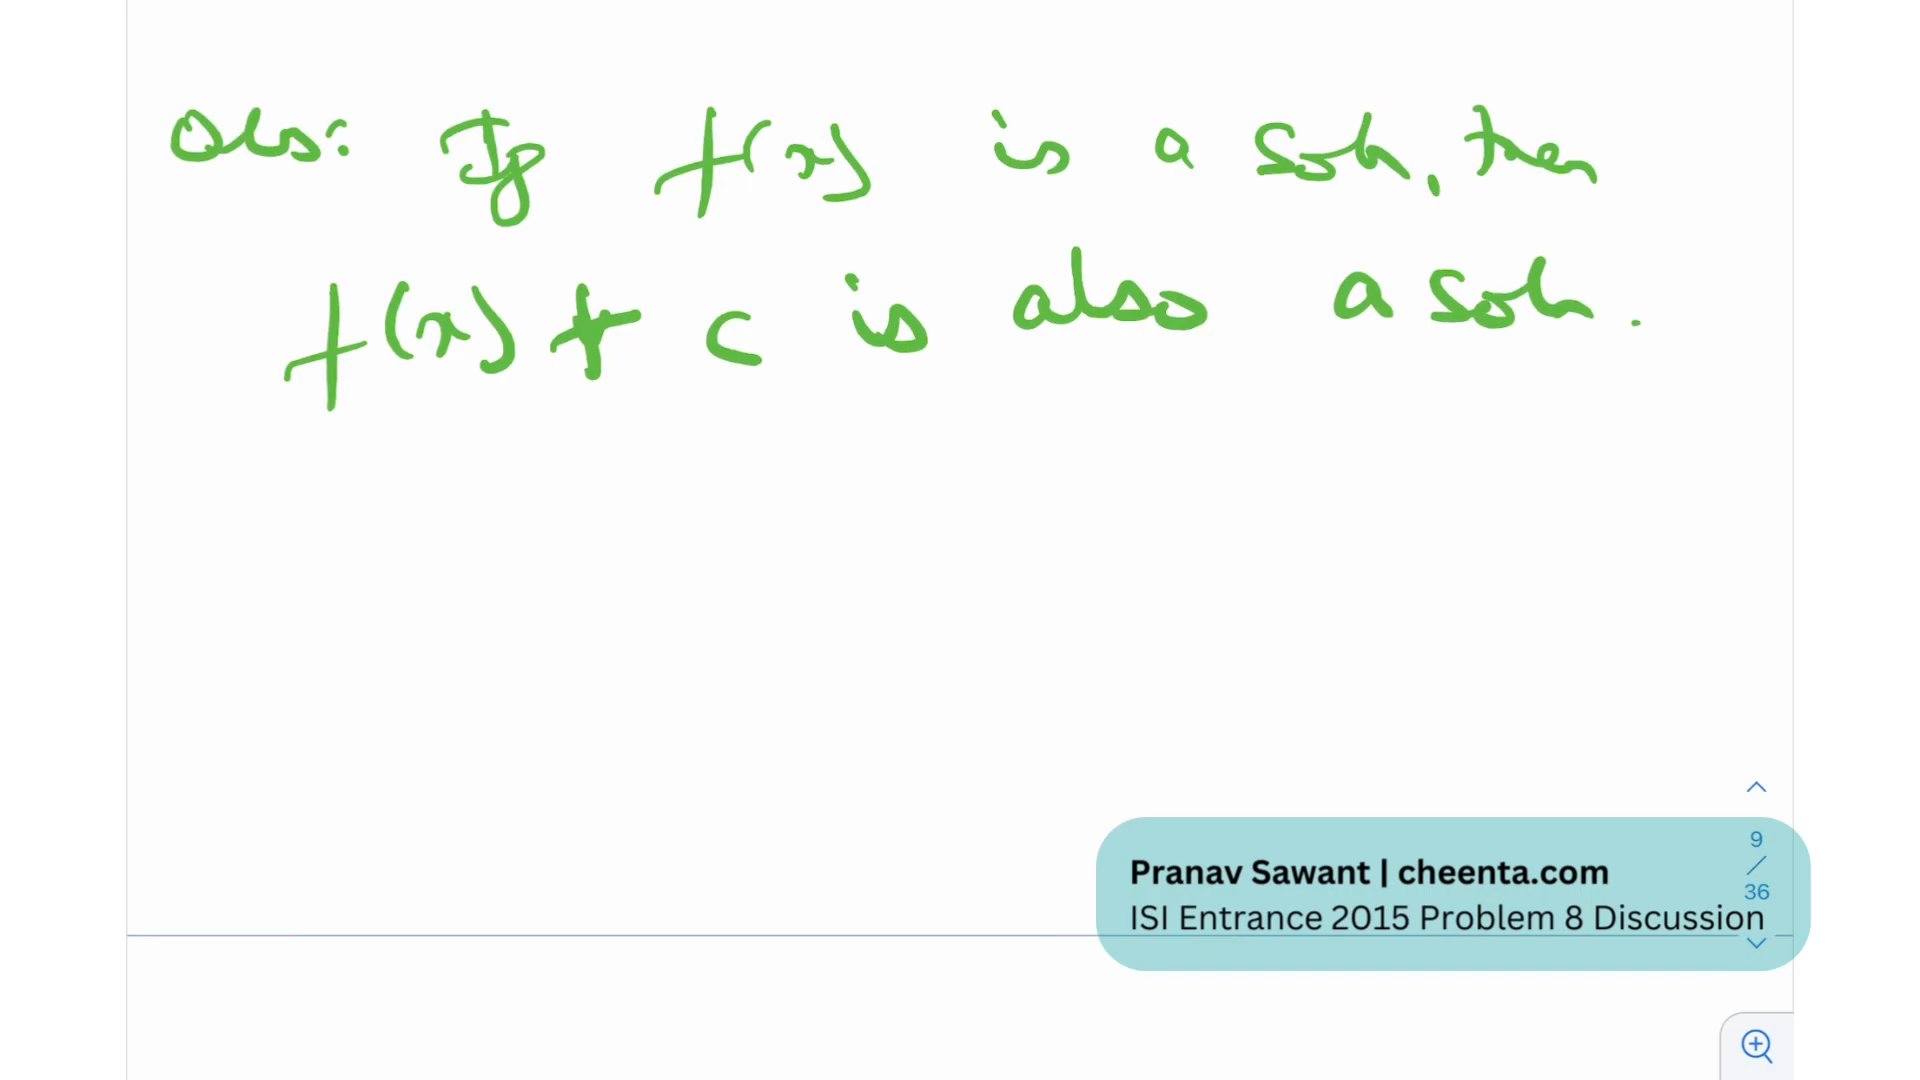 Obs: If f(x) is a soln, then
f(x) + c is also a soln.
9
/
36
Pranav Sawant | cheenta.com
ISI Entrance 2015 Problem 8 Discussion